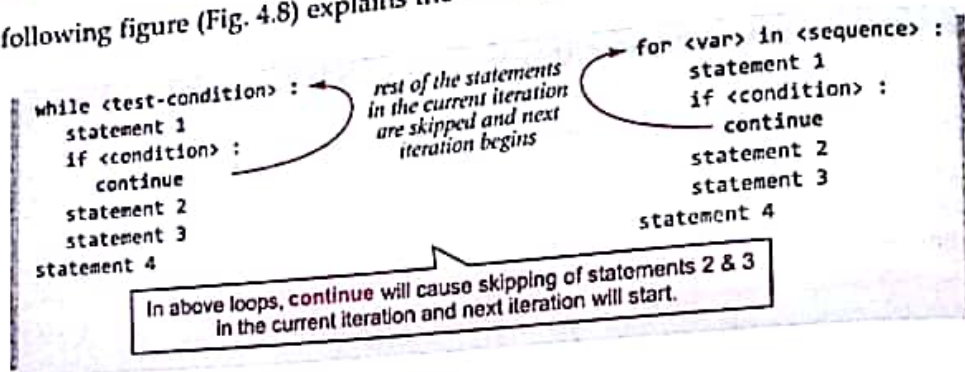 following figure (Fig. 4.8) explains
while <test-condition> :
statement 1
if <condition> :
continue
statement 2
statement 3
statement 4
rest of the statements
in the current iteration
are skipped and next
iteration begins
for <var> in <sequence> :
statement 1
if <condition> :
continue
statement 2
statement 3
statement 4
In above loops, continue will cause skipping of statements 2 & 3
in the current iteration and next iteration will start.